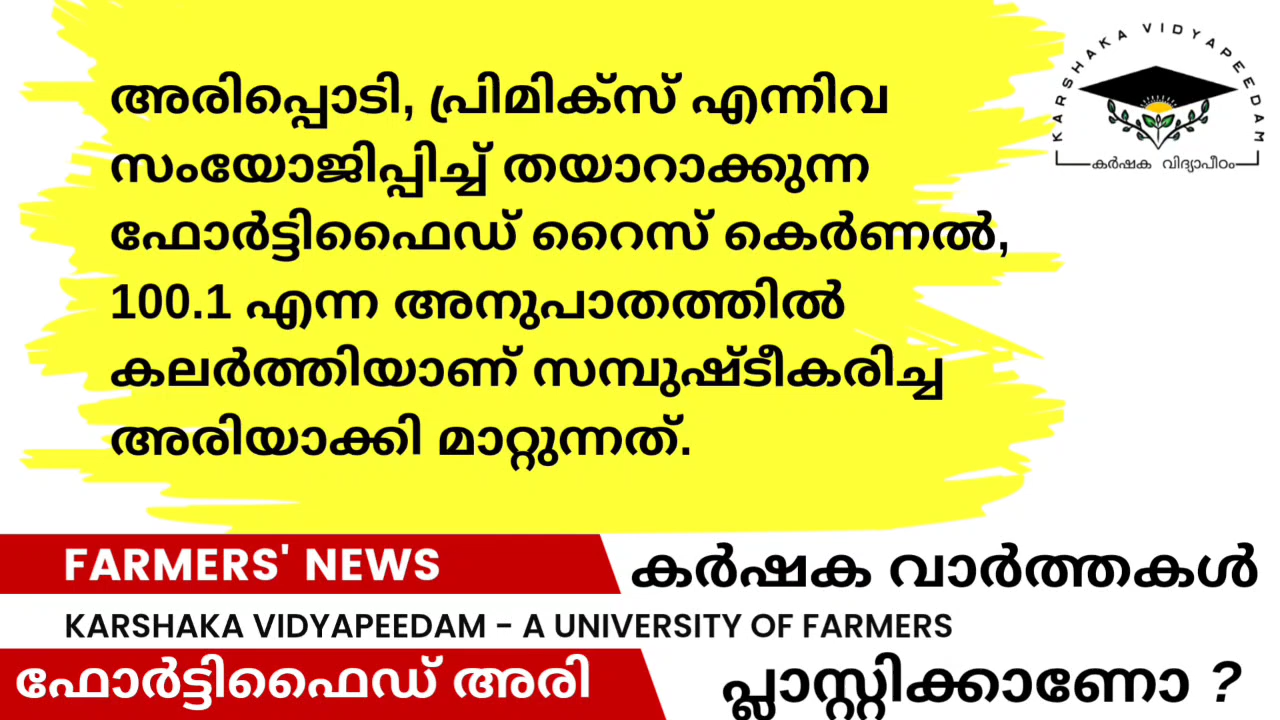 അരിപ്പൊടി, പ്രിമിക്സ് എന്നിവ
സംയോജിപ്പിച്ച് തയാറാക്കുന്ന
ഫോർട്ടിഫൈഡ് റൈസ് കെർണൽ,
100.1 എന്ന അനുപാതത്തിൽ
കലർത്തിയാണ് സമ്പുഷ്ടീകരിച്ച
അരിയാക്കി മാറ്റുന്നത്.
KARSHAKA VIDYAPEEDAM
കർഷക വിദ്യാപീഠം
FARMERS' NEWS
കർഷക വാർത്തകൾ
KARSHAKA VIDYAPEEDAM - A UNIVERSITY OF FARMERS
ഫോർട്ടിഫൈഡ് അരി
പ്ലാസ്റ്റിക്കാണോ ?